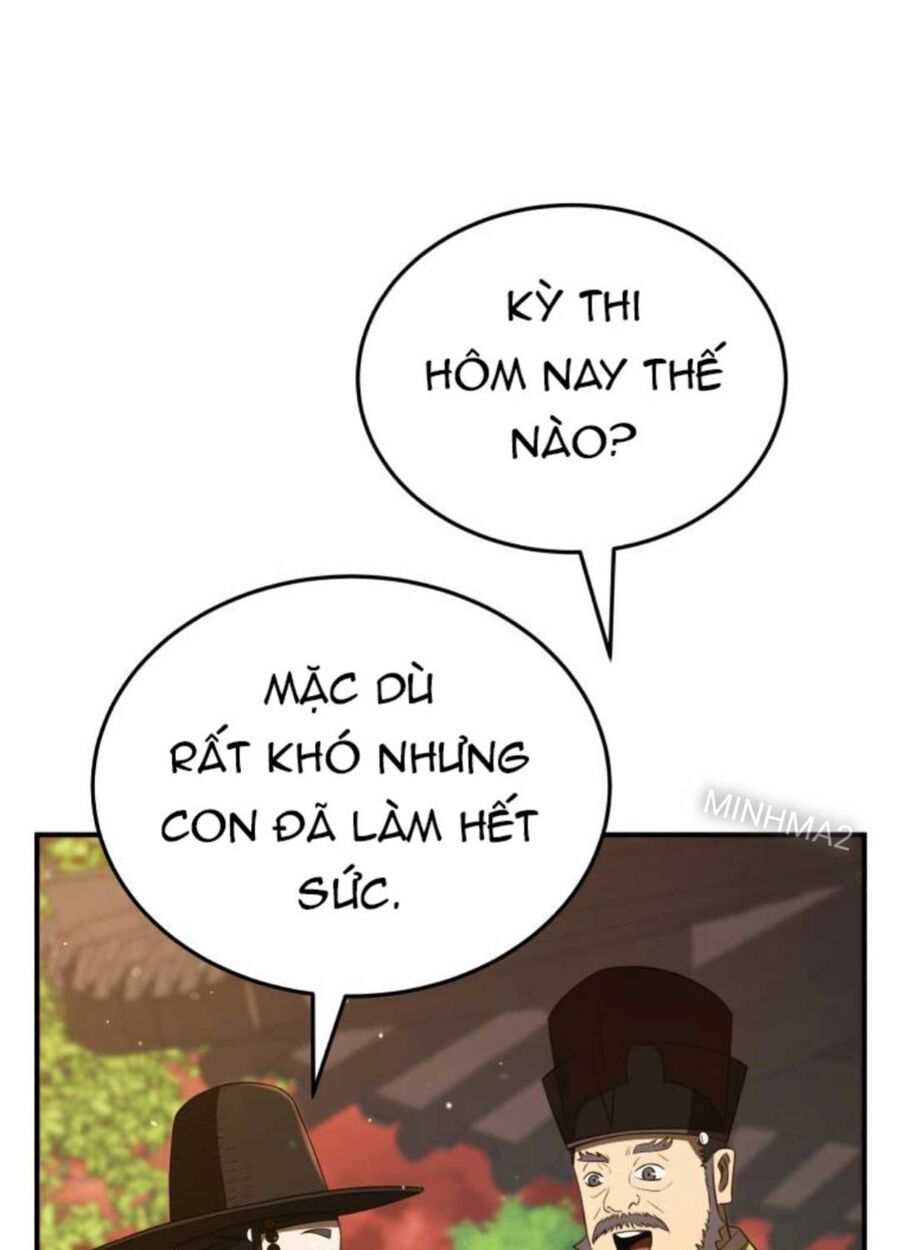 KỲ THI
HÔM NAY THẾ
NÀO?
MẶC DÙ
RẤT KHÓ NHƯNG
CON ĐÃ LÀM HẾT
SỨC.
MINHMA2